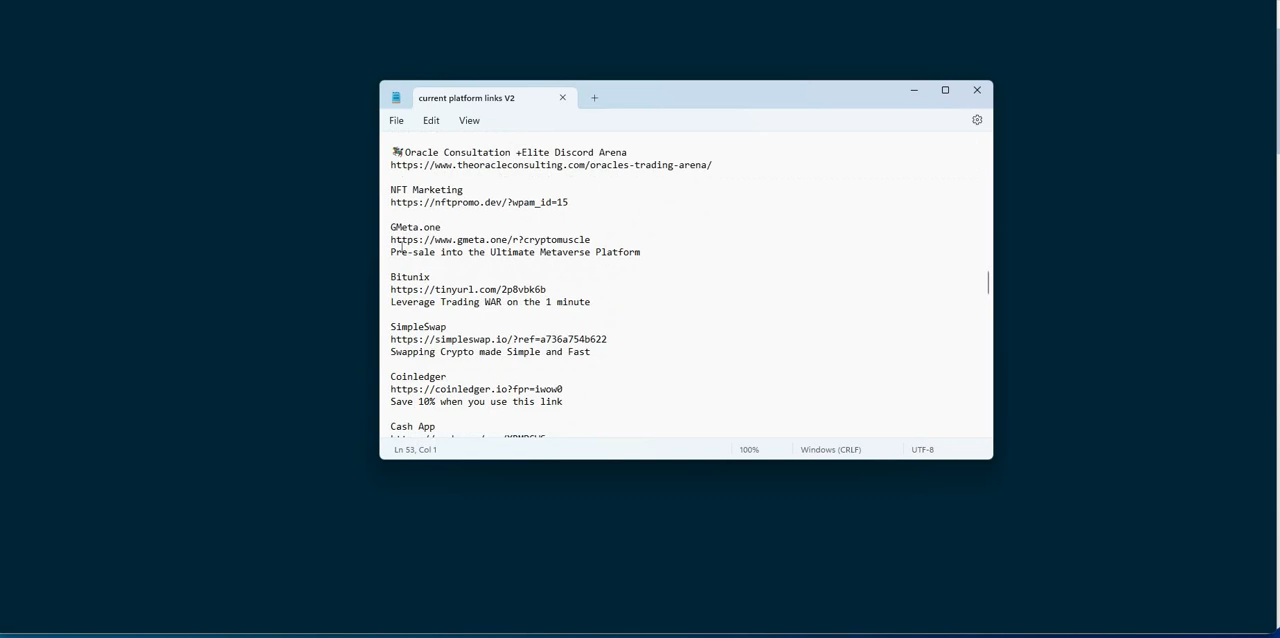 current platform links V2
File Edit View
Oracle Consultation +Elite Discord Arena
https://www.theoracleconsulting.com/oracles-trading-arena/
NFT Marketing
https://nftpromo.dev/?wpam_id=15
GMeta.one
https://www.gmeta.one/r?cryptomuscle
Pre-sale into the Ultimate Metaverse Platform
Bitunix
https://tinyurl.com/2p8vbk6b
Leverage Trading WAR on the 1 minute
SimpleSwap
https://simpleswap.io/?ref=a736a754b622
Swapping Crypto made Simple and Fast
Coinledger
https://coinledger.io?fpr=iwow0
Save 10% when you use this link
Cash App
Ln 53, Col 1 100% Windows (CRLF) UTF-8